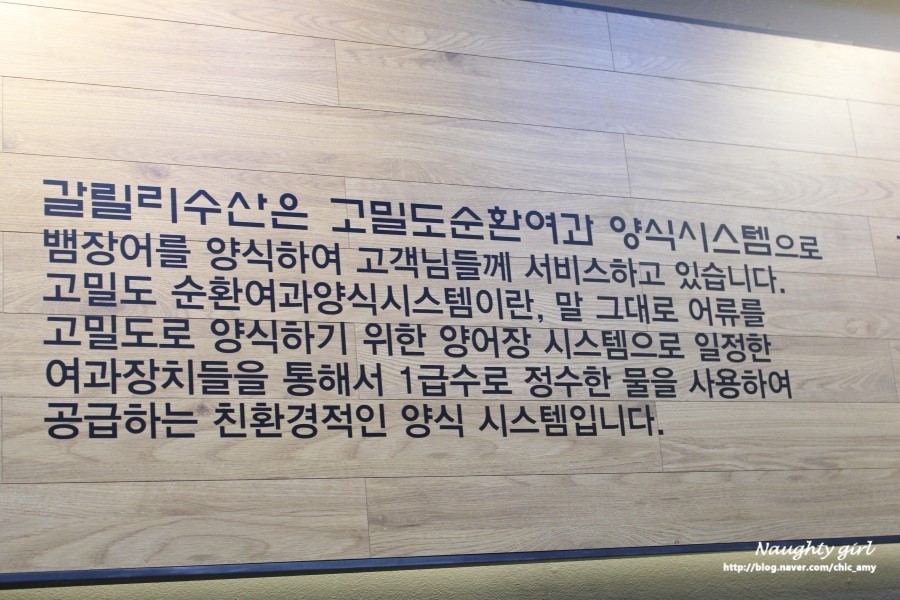 갈릴리수산은 고밀도순환여과 양식시스템으로
뱀장어를 양식하여 고객님들께 서비스하고 있습니다.
고밀도 순환여과양식시스템이란, 말 그대로 어류를
고밀도로 양식하기 위한 양어장 시스템으로 일정한
여과장치들을 통해서 1급수로 정수한 물을 사용하여
공급하는 친환경적인 양식 시스템입니다.
Naughty girl
http://blog.naver.com/chic_amy